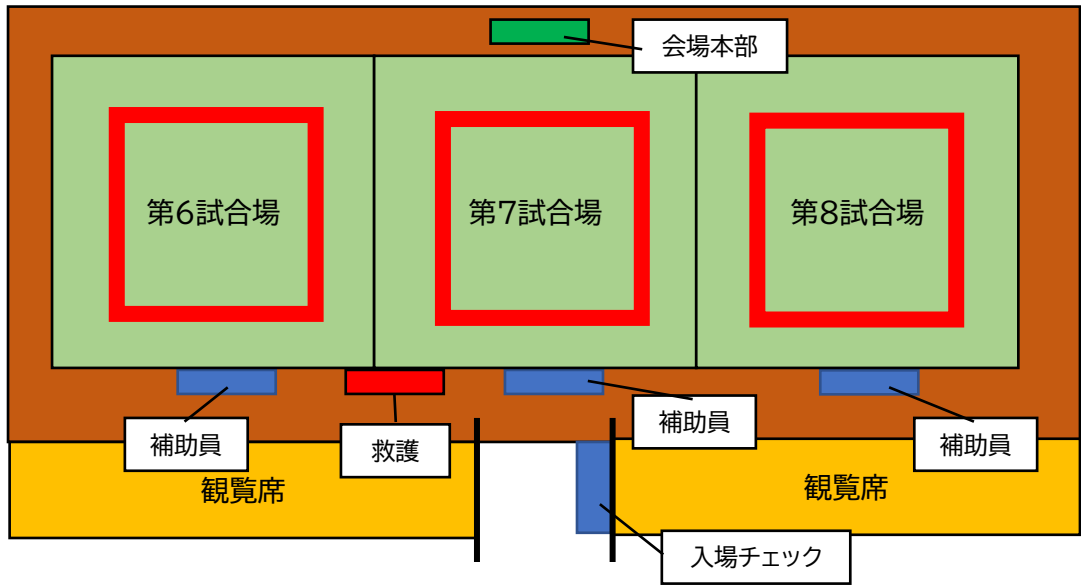 会場本部
第6試合場
第7試合場
第8試合場
補助員
救護
補助員
補助員
観覧席
観覧席
入場チェック